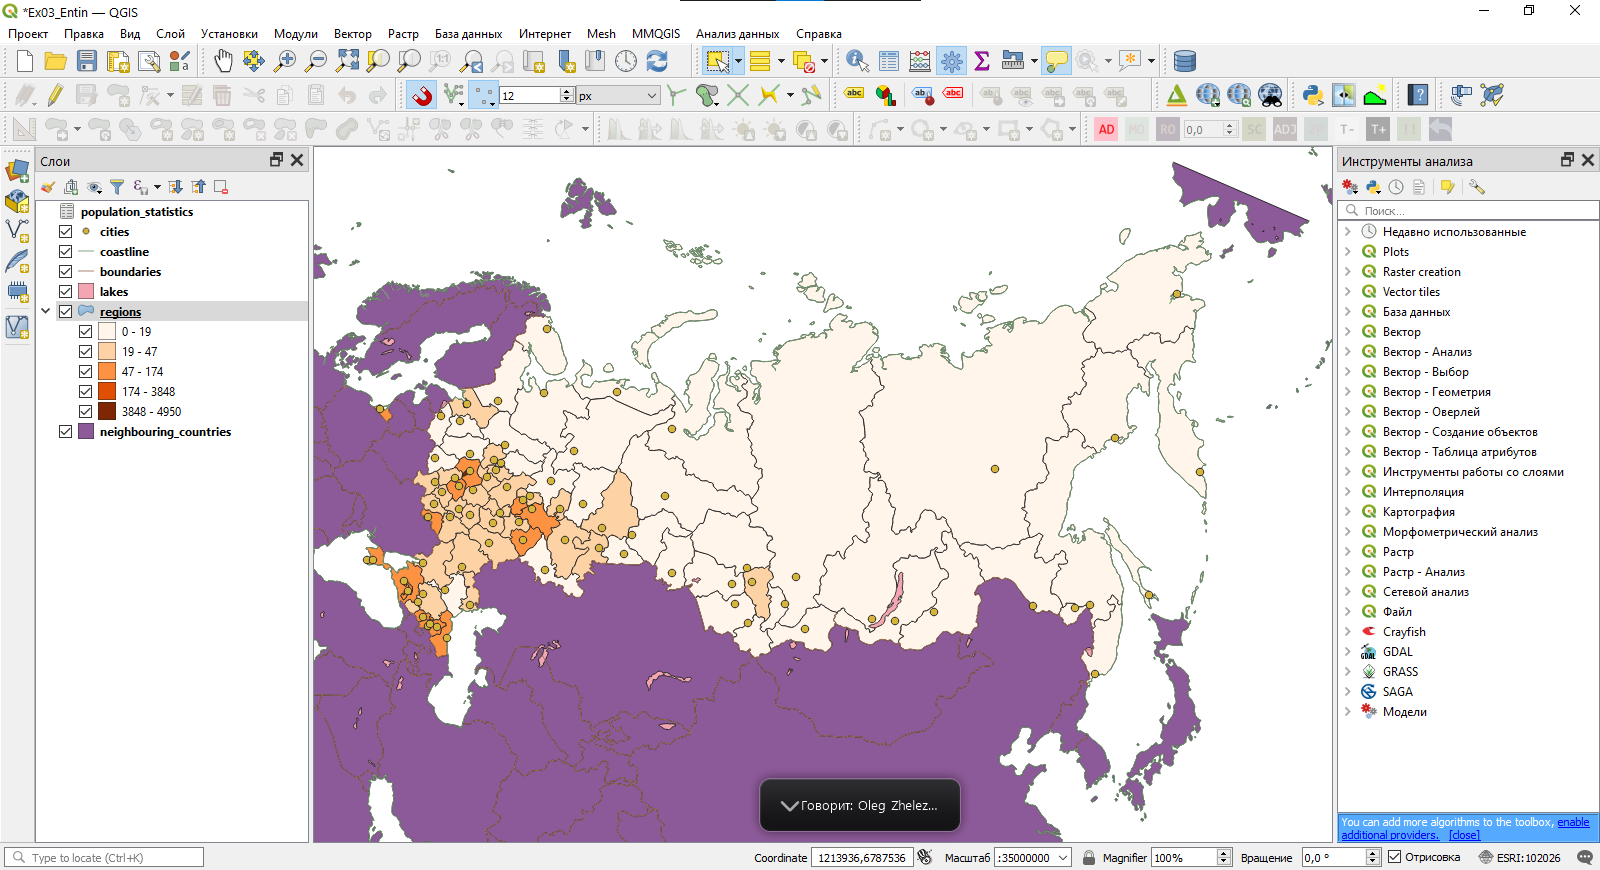 *Ex03_Entin — QGIS
Проект Правка Вид Слой Установки Модули Вектор Растр База данных Интернет Mesh MMQGIS Анализ данных Справка
1:1
12 px
abc abc abc
AD MO RO 0,0 SC ADJ T- T+
Слои
population_statistics
cities
coastline
boundaries
lakes
regions
0 - 19
19 - 47
47 - 174
174 - 3848
3848 - 4950
neighbouring_countries
Говорит: Oleg Zhelez...
Инструменты анализа
Поиск...
Недавно использованные
Plots
Raster creation
Vector tiles
База данных
Вектор
Вектор - Анализ
Вектор - Выбор
Вектор - Геометрия
Вектор - Оверлей
Вектор - Создание объектов
Вектор - Таблица атрибутов
Инструменты работы со слоями
Интерполяция
Картография
Морфометрический анализ
Растр
Растр - Анализ
Сетевой анализ
Файл
Crayfish
GDAL
GRASS
SAGA
Модели
You can add more algorithms to the toolbox, enable
additional providers. [close]
Type to locate (Ctrl+K) Coordinate 1213936,6787536 Масштаб :35000000 Magnifier 100% Вращение 0,0 ° Отрисовка ESRI:102026